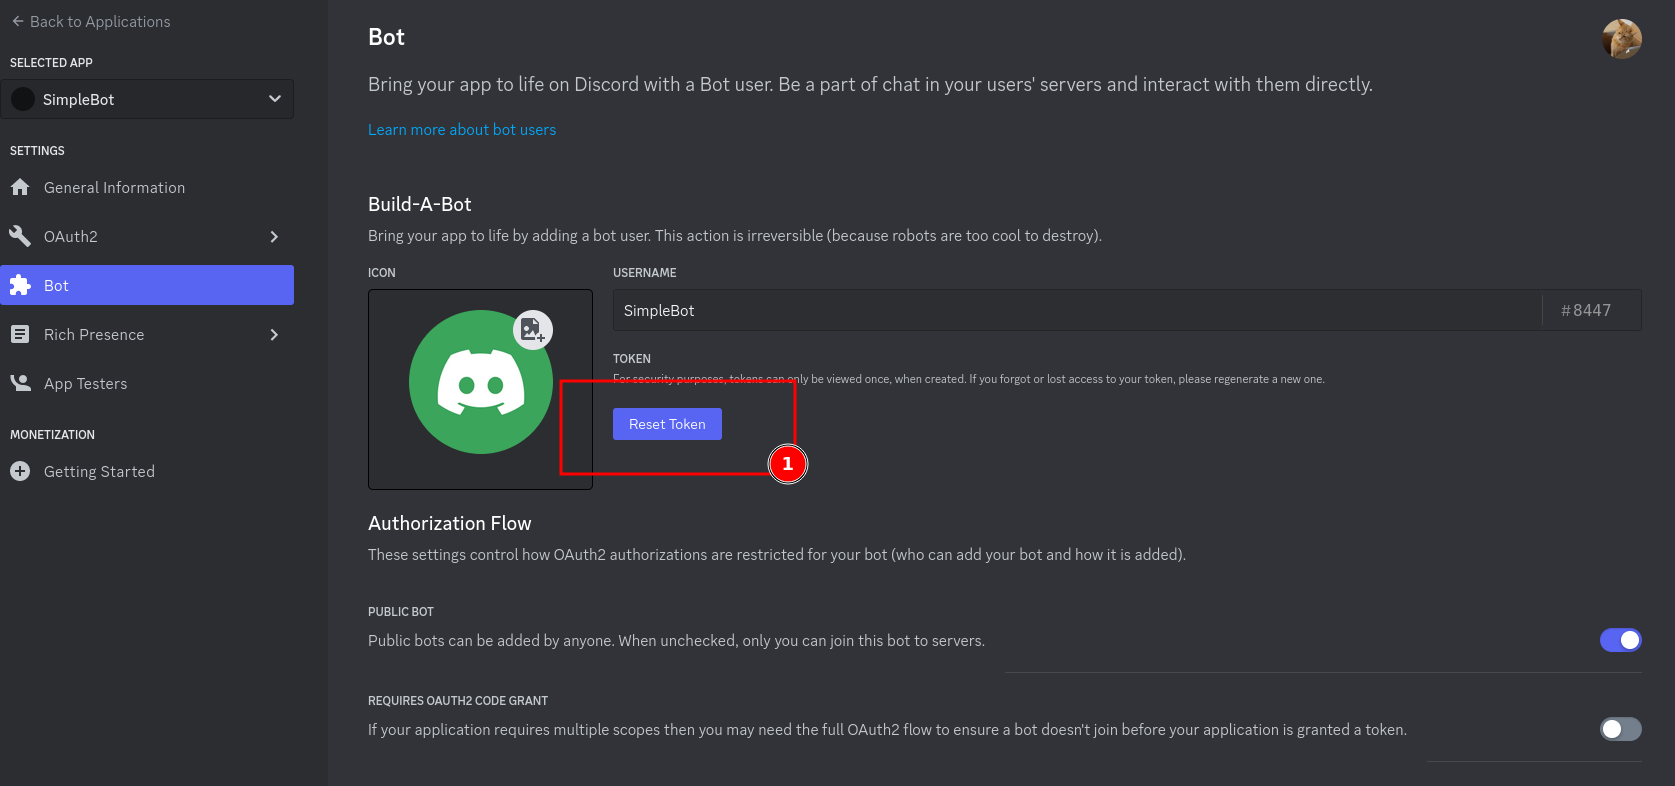 Back to Applications
SELECTED APP
SimpleBot
SETTINGS
General Information
OAuth2
Bot
Rich Presence
App Testers
MONETIZATION
Getting Started
Bot
Bring your app to life on Discord with a Bot user. Be a part of chat in your users' servers and interact with them directly.
Learn more about bot users
Build-A-Bot
Bring your app to life by adding a bot user. This action is irreversible (because robots are too cool to destroy).
ICON
USERNAME
SimpleBot #8447
TOKEN
For security purposes, tokens can only be viewed once, when created. If you forgot or lost access to your token, please regenerate a new one.
Reset Token
1
Authorization Flow
These settings control how OAuth2 authorizations are restricted for your bot (who can add your bot and how it is added).
PUBLIC BOT
Public bots can be added by anyone. When unchecked, only you can join this bot to servers.
REQUIRES OAUTH2 CODE GRANT
If your application requires multiple scopes then you may need the full OAuth2 flow to ensure a bot doesn't join before your application is granted a token.